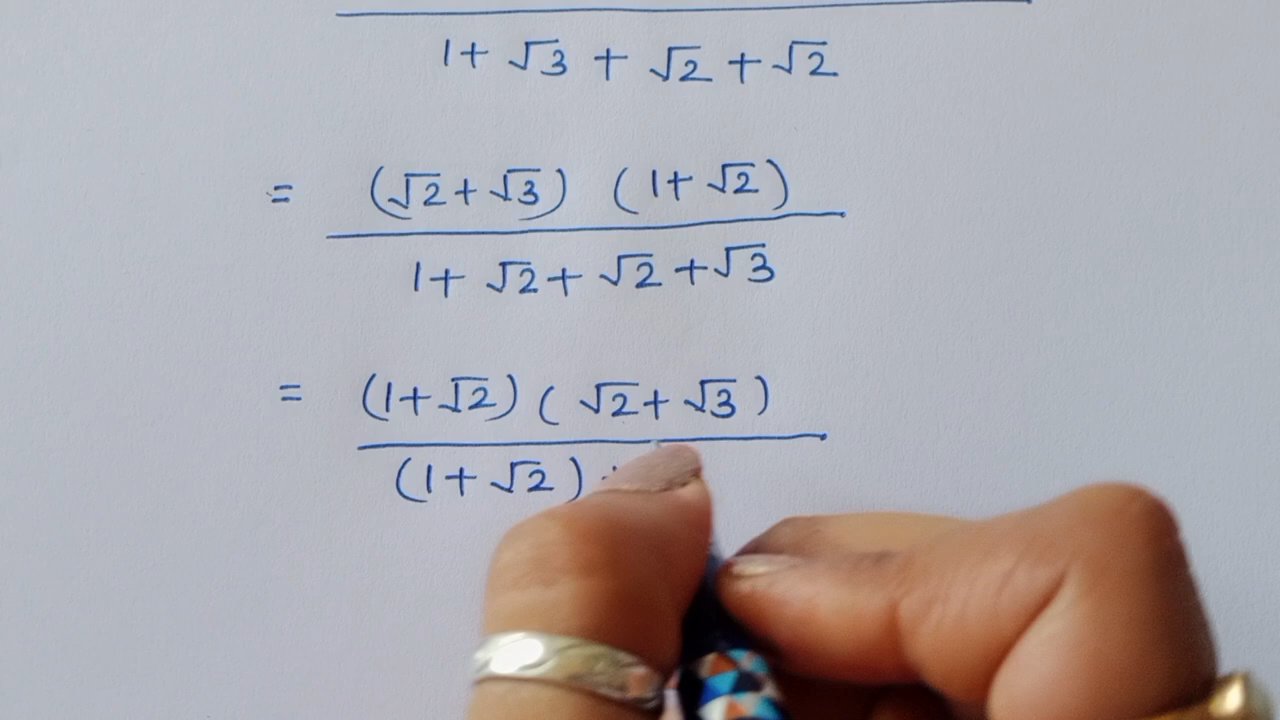 1 + √3 + √2 + √2
= (√2 + √3) (1 + √2)
1 + √2 + √2 + √3
= (1 + √2) ( √2 + √3 )
(1 + √2)